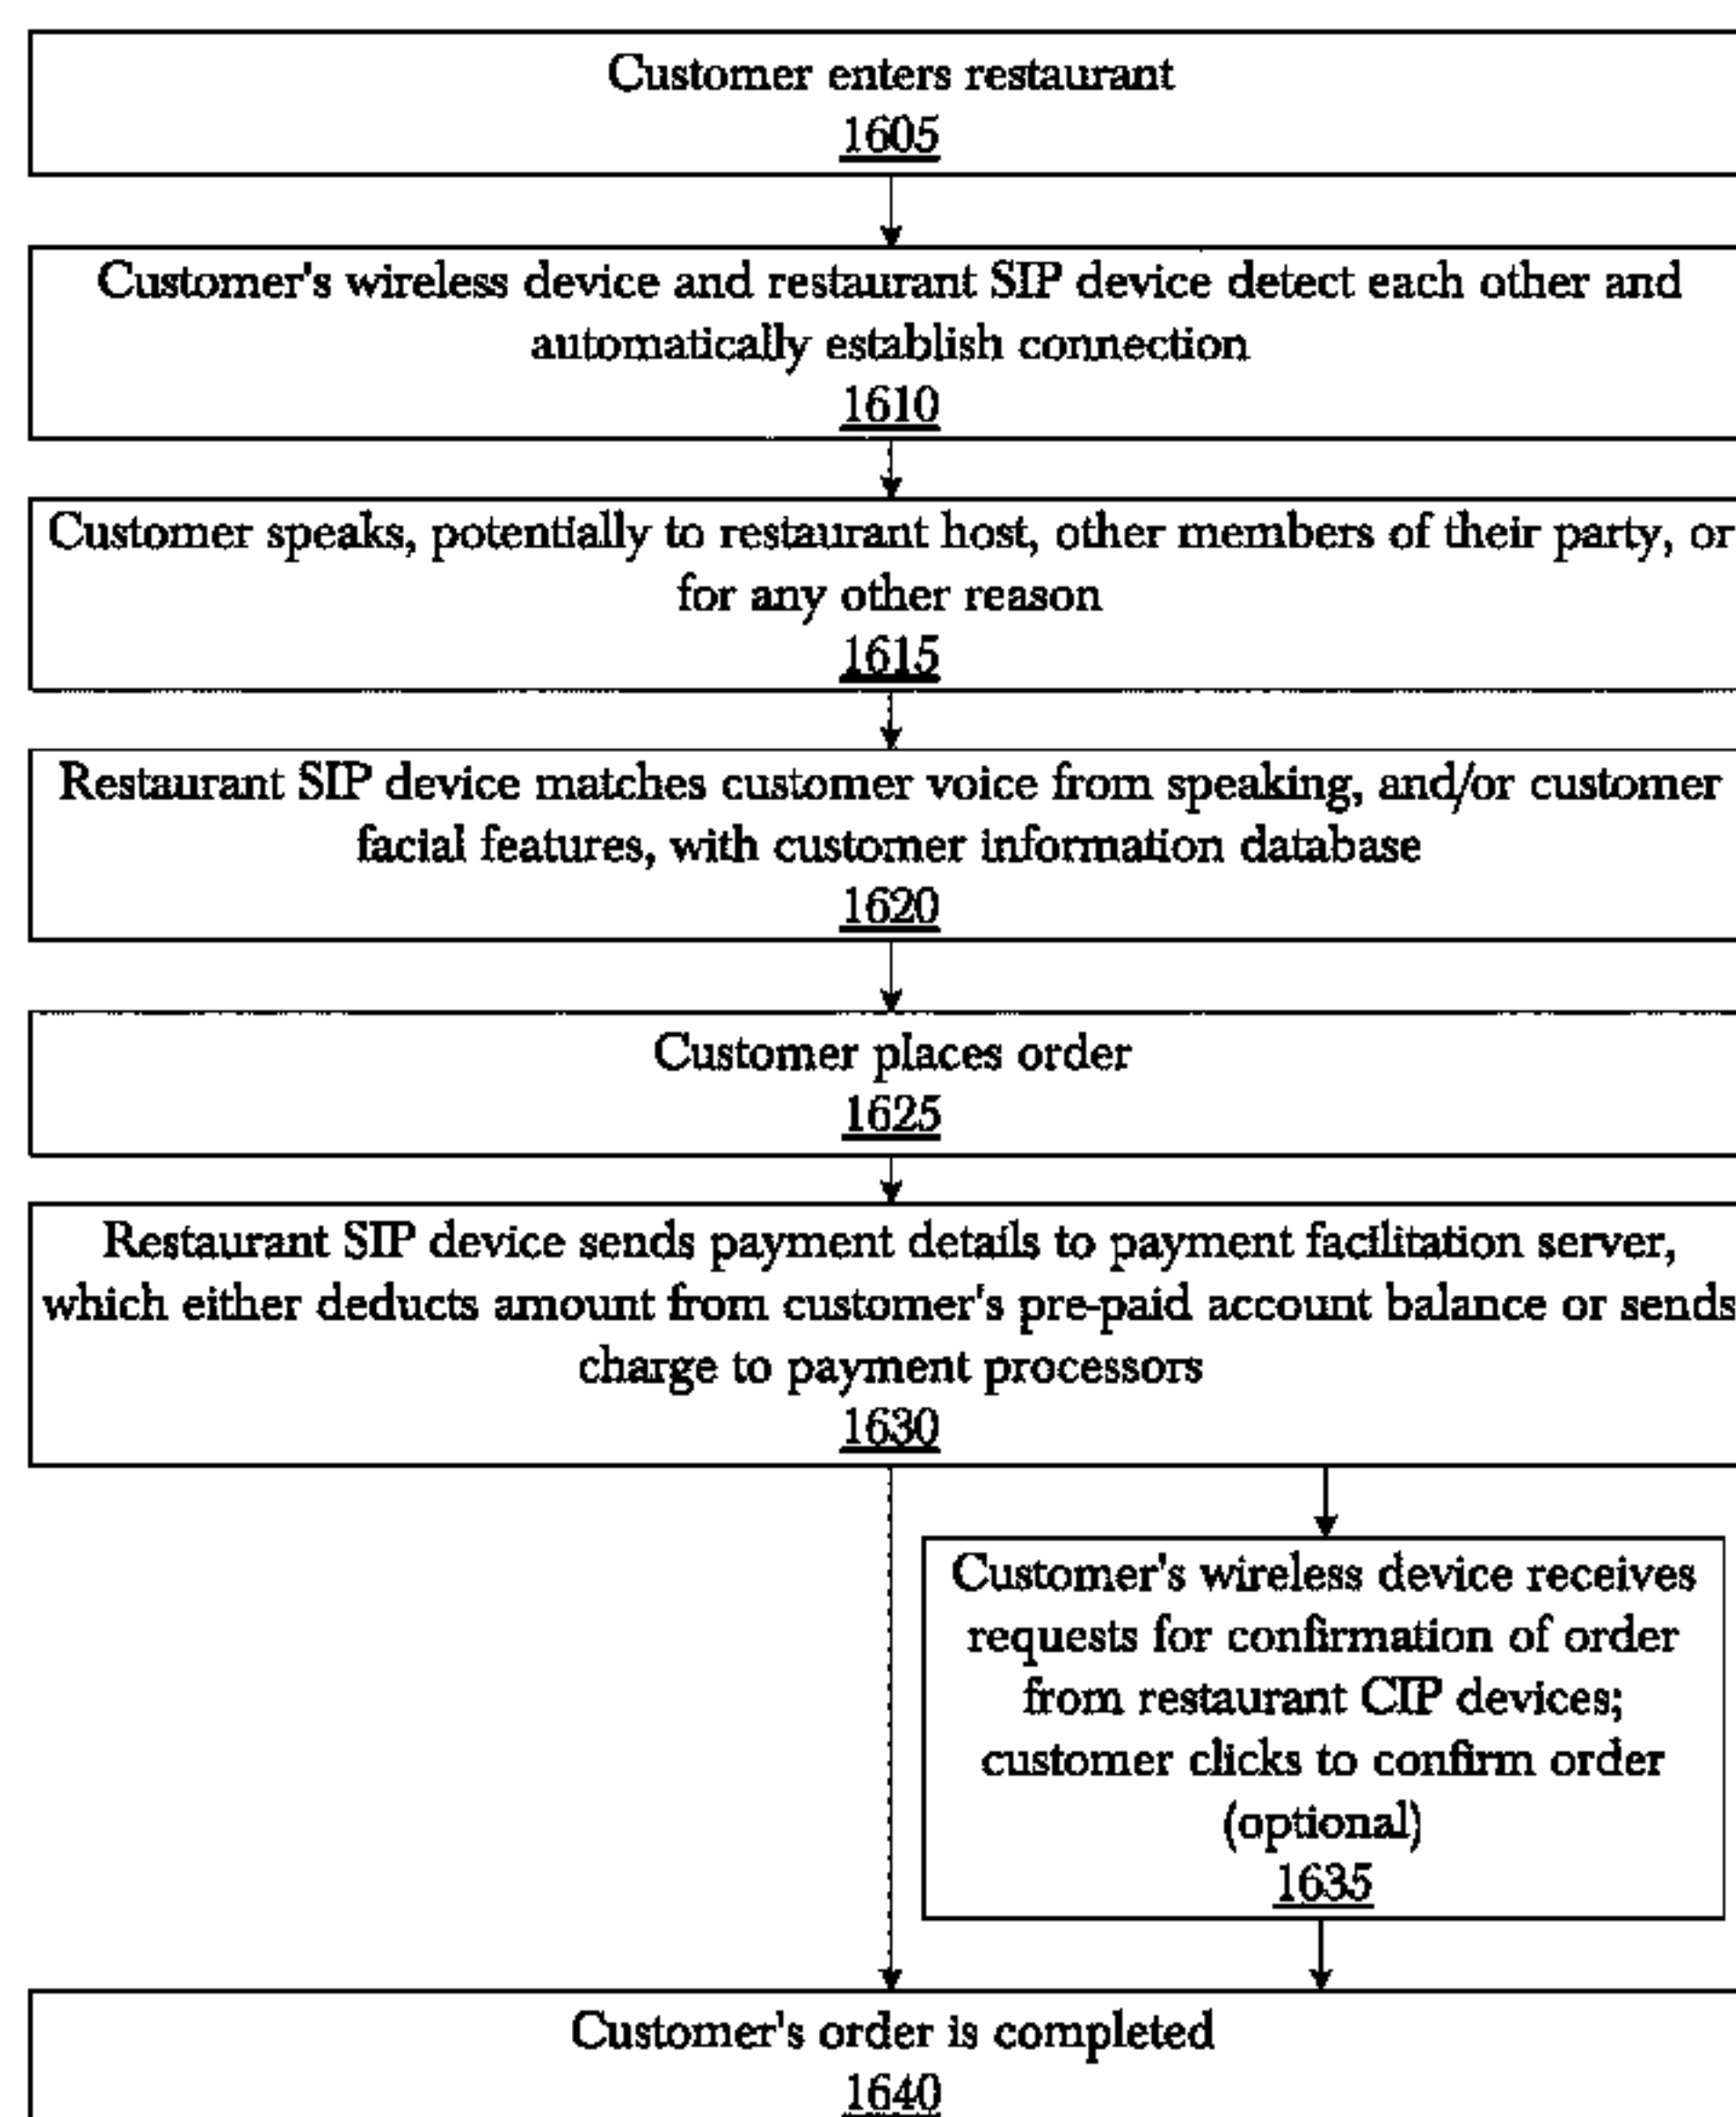 Customer enters restaurant
1605
Customer's wireless device and restaurant SIP device detect each other and
automatically establish connection
1610
Customer speaks, potentially to restaurant host, other members of their party, or
for any other reason
1615
Restaurant SIP device matches customer voice from speaking, and/or customer
facial features, with customer information database
1620
Customer places order
1625
Restaurant SIP device sends payment details to payment facilitation server,
which either deducts amount from customer's pre-paid account balance or sends
charge to payment processors
1630
Customer's wireless device receives
requests for confirmation of order
from restaurant CIP devices;
customer clicks to confirm order
(optional)
1635
Customer's order is completed
1640